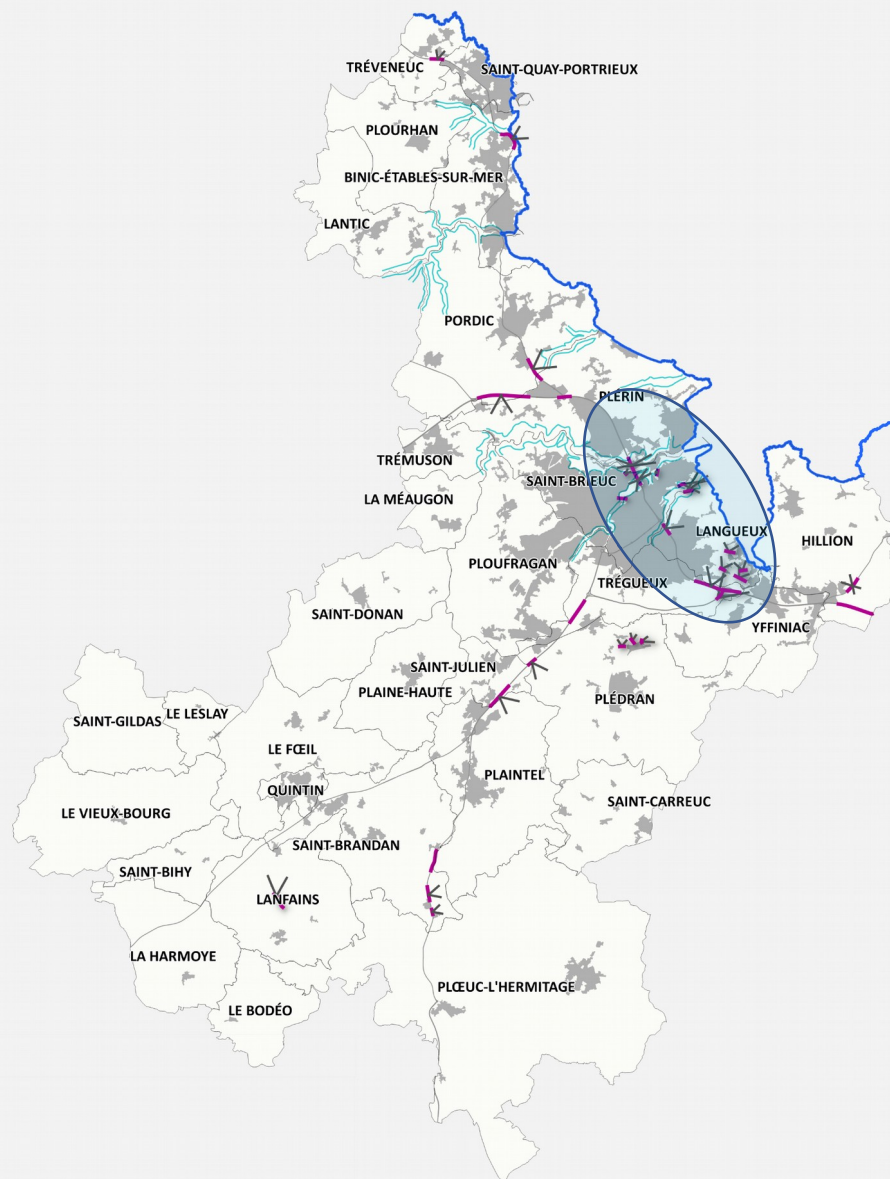 TRÉVENEUC
SAINT-QUAY-PORTRIEUX
PLOURHAN
BINIC-ÉTABLES-SUR-MER
LANTIC
PORDIC
PLÉRIN
TRÉMUSON
SAINT-BRIEUC
LA MÉAUGON
LANGUEUX
HILLION
PLOUFRAGAN
TRÉGUEUX
SAINT-DONAN
YFFINIAC
SAINT-JULIEN
PLAINE-HAUTE
PLÉDRAN
SAINT-GILDAS
LE LESLAY
LE FŒIL
PLAINTEL
QUINTIN
SAINT-CARREUC
LE VIEUX-BOURG
SAINT-BRANDAN
SAINT-BIHY
LANFAINS
LA HARMOYE
PLŒUC-L'HERMITAGE
LE BODÉO